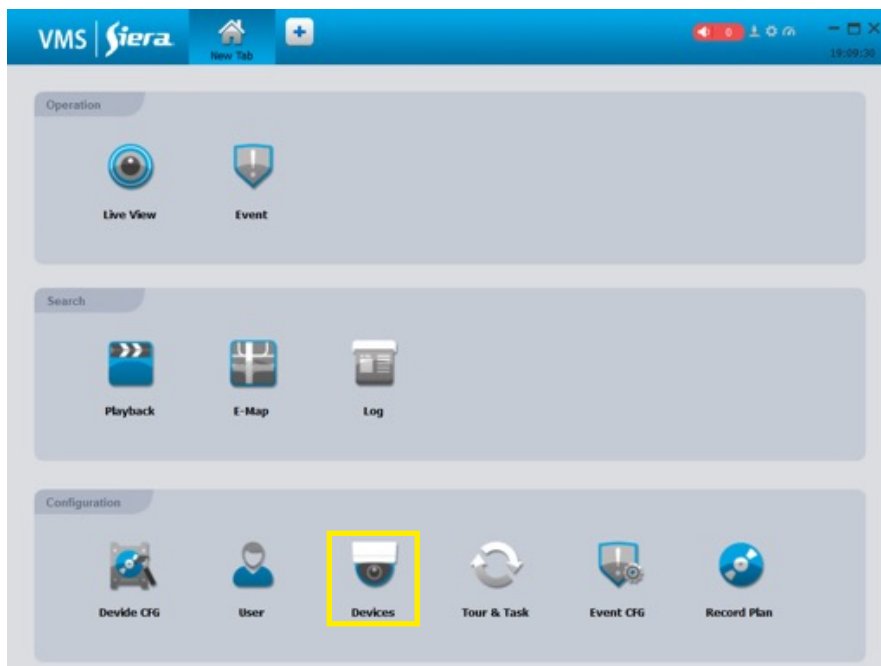 VMS Siera
New Tab
0
19:09:30
Operation
Live View
Event
Search
Playback
E-Map
Log
Configuration
Devide CFG
User
Devices
Tour & Task
Event CFG
Record Plan